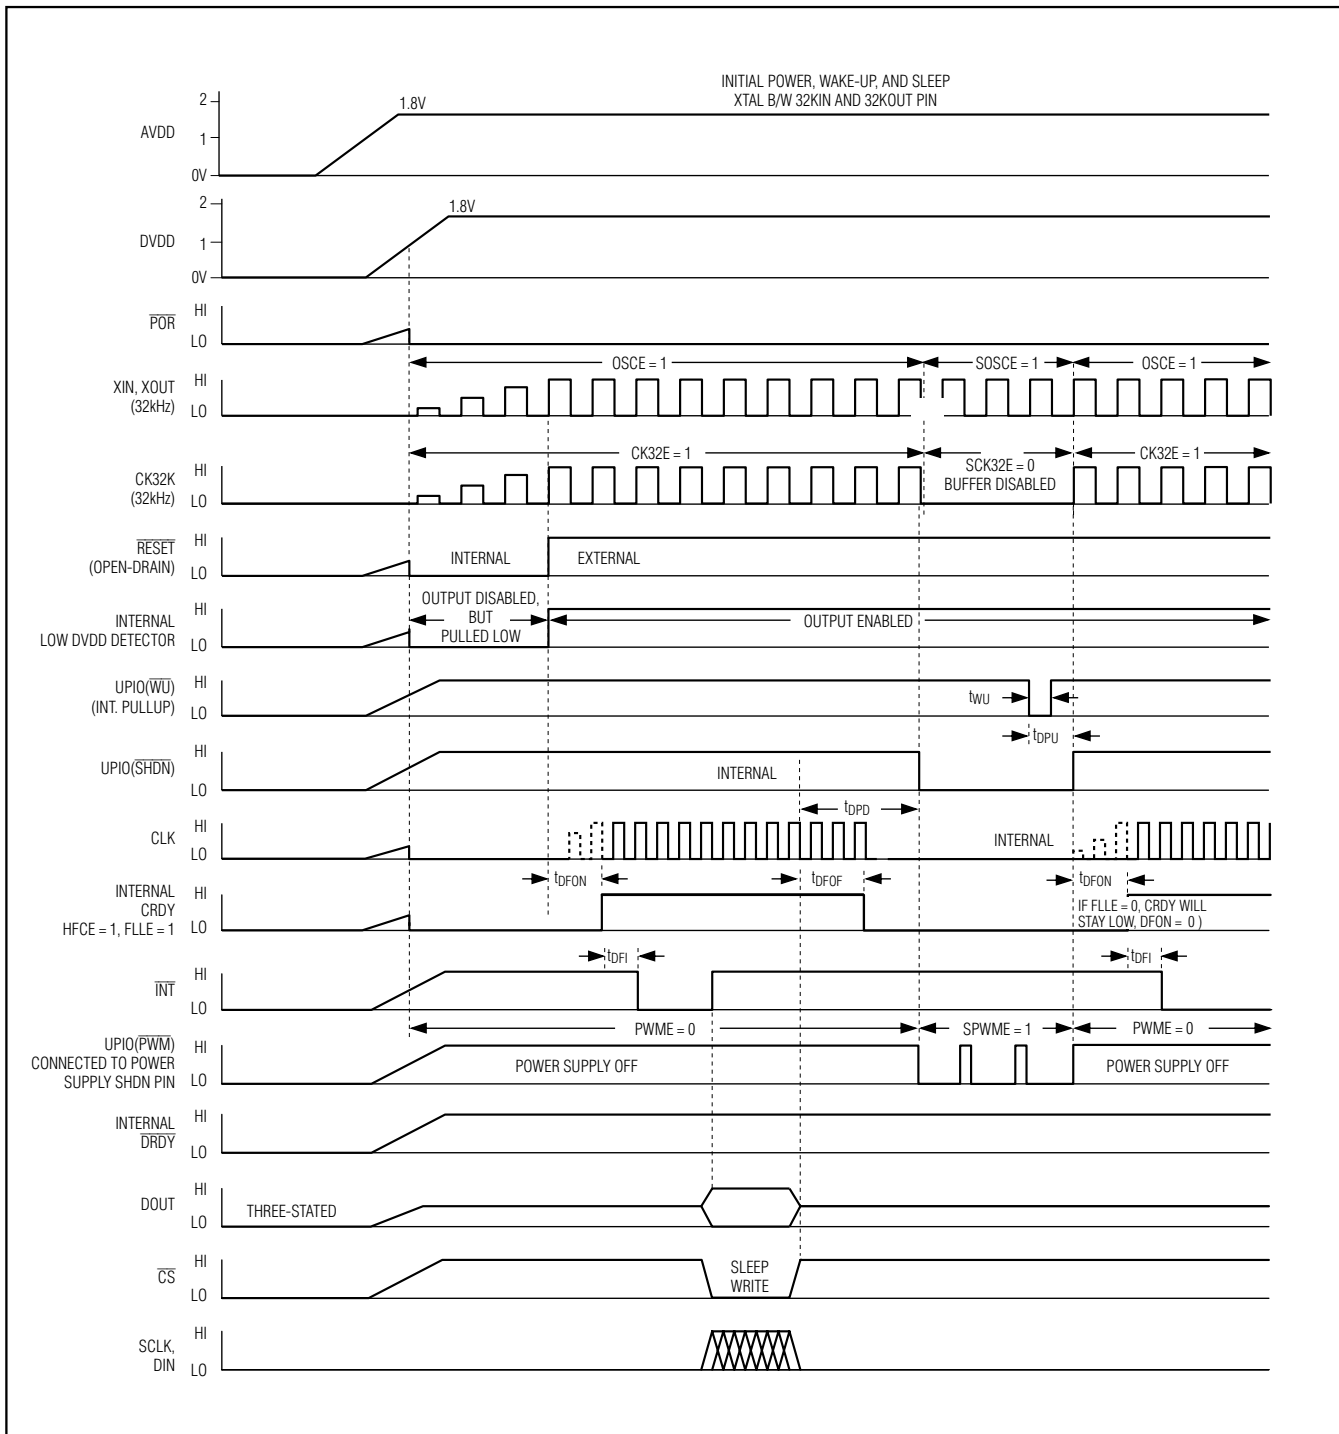 INITIAL POWER, WAKE-UP, AND SLEEP
XTAL B/W 32KIN AND 32KOUT PIN
AVDD
2
1
0V
1.8V
DVDD
2
1
0V
1.8V
POR
HI
LO
XIN, XOUT
(32kHz)
HI
LO
OSCE = 1
SOSCE = 1
OSCE = 1
CK32K
(32kHz)
HI
LO
CK32E = 1
SCK32E = 0
BUFFER DISABLED
CK32E = 1
RESET
(OPEN-DRAIN)
HI
LO
INTERNAL
EXTERNAL
INTERNAL
LOW DVDD DETECTOR
HI
LO
OUTPUT DISABLED,
BUT
PULLED LOW
OUTPUT ENABLED
UPIO(WU)
(INT. PULLUP)
HI
LO
tWU
tDPU
UPIO(SHDN)
HI
LO
INTERNAL
tDPD
CLK
HI
LO
INTERNAL
tDFON
tDFOF
tDFON
INTERNAL
CRDY
HFCE = 1, FLLE = 1
HI
LO
IF FLLE = 0, CRDY WILL
STAY LOW, DFON = 0 )
tDFI
tDFI
INT
HI
LO
PWME = 0
SPWME = 1
PWME = 0
UPIO(PWM)
CONNECTED TO POWER
SUPPLY SHDN PIN
HI
LO
POWER SUPPLY OFF
POWER SUPPLY OFF
INTERNAL
DRDY
HI
LO
DOUT
HI
LO
THREE-STATED
CS
HI
LO
SLEEP
WRITE
SCLK,
DIN
HI
LO